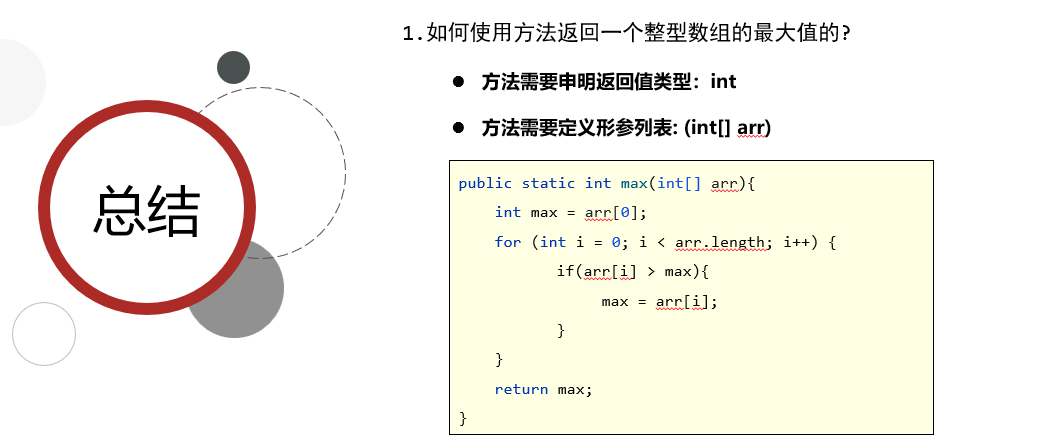 总结
1.如何使用方法返回一个整型数组的最大值的?
● 方法需要申明返回值类型：int
● 方法需要定义形参列表: (int[] arr)
public static int max(int[] arr){
    int max = arr[0];
    for (int i = 0; i < arr.length; i++) {
           if(arr[i] > max){
                max = arr[i];
           }
    }
    return max;
}